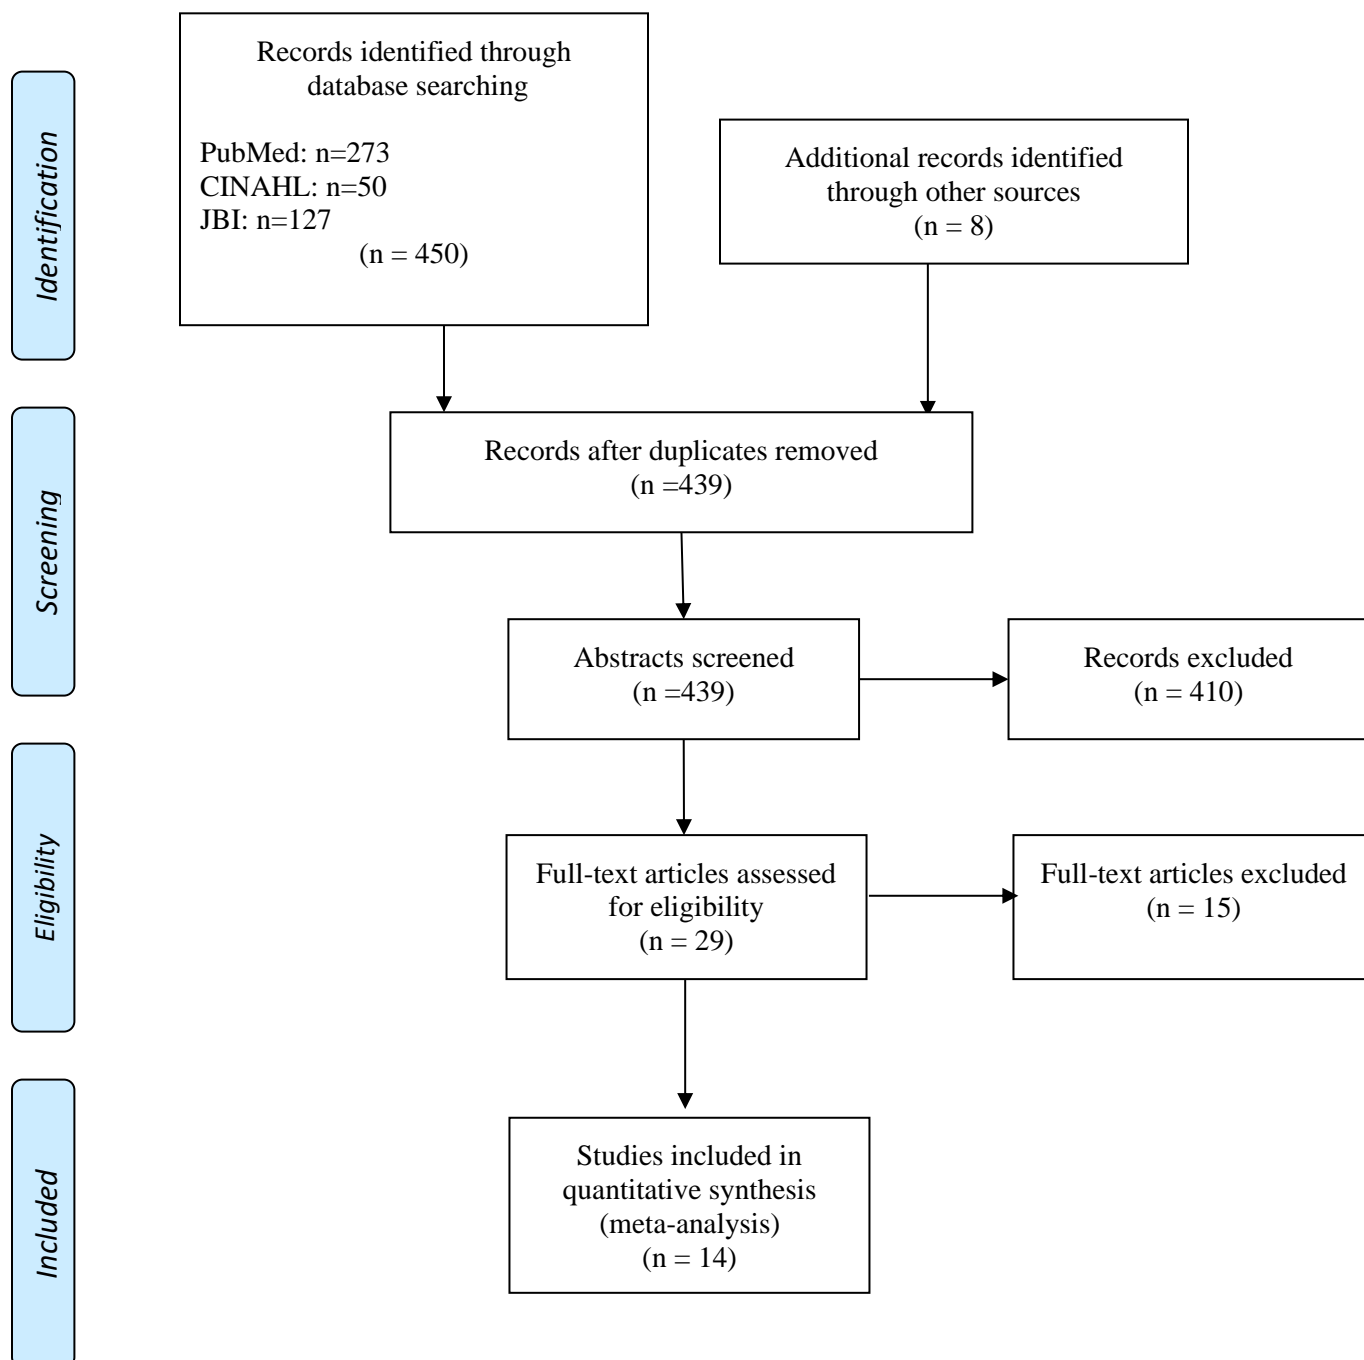 Identification
Records identified through
database searching
PubMed: n=273
CINAHL: n=50
JBI: n=127
(n = 450)
Additional records identified
through other sources
(n = 8)
Screening
Records after duplicates removed
(n =439)
Abstracts screened
(n =439)
Records excluded
(n = 410)
Eligibility
Full-text articles assessed
for eligibility
(n = 29)
Full-text articles excluded
(n = 15)
Included
Studies included in
quantitative synthesis
(meta-analysis)
(n = 14)